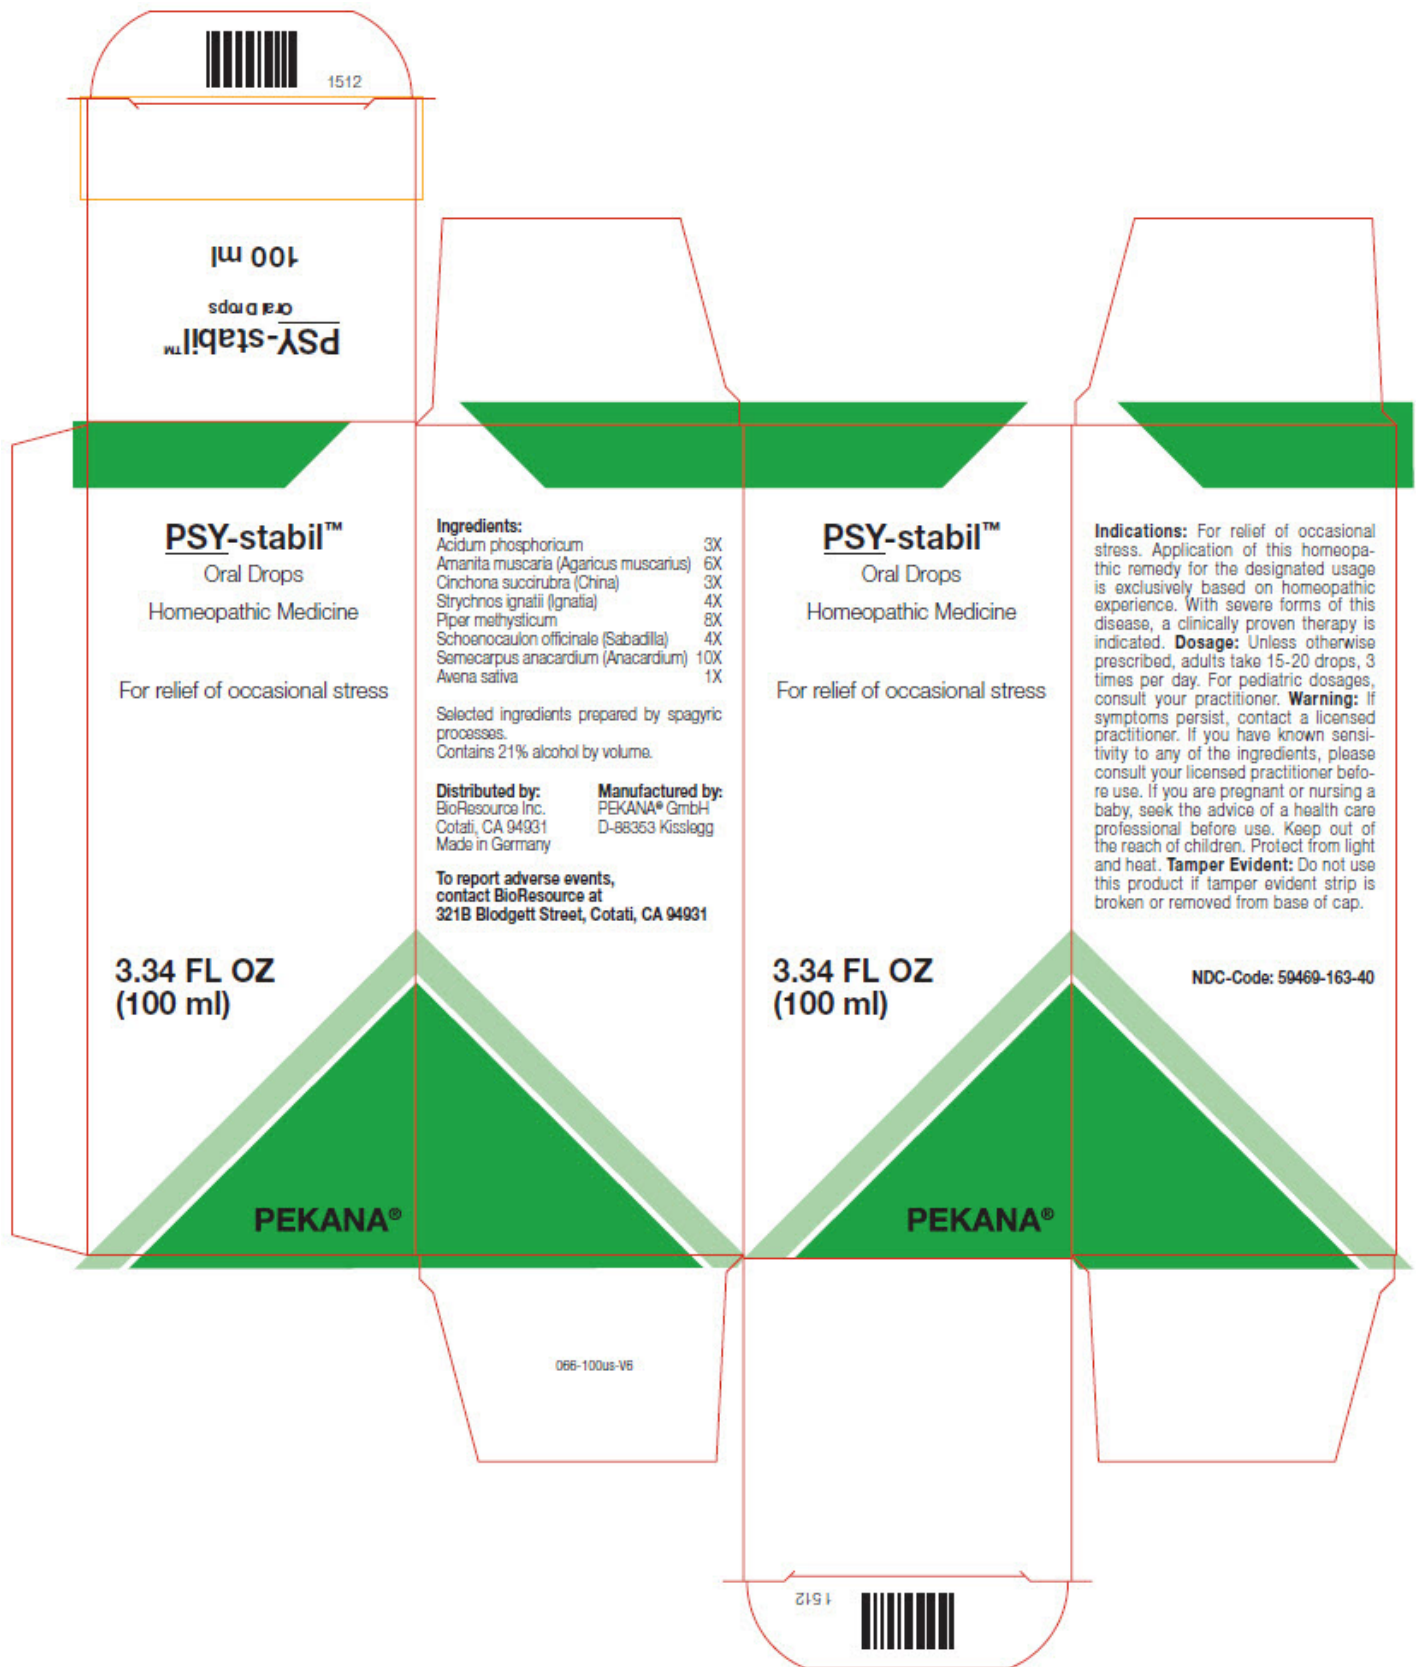 1512
100 ml
Oral Drops
PSY-stabil™
PSY-stabil™
Oral Drops
Homeopathic Medicine
For relief of occasional stress
3.34 FL OZ
(100 ml)
PEKANA®
Ingredients:
Acidum phosphoricum 3X
Amanita muscaria (Agaricus muscarius) 6X
Cinchona succirubra (China) 3X
Strychnos ignatii (Ignatia) 4X
Piper methysticum 8X
Schoenocaulon officinale (Sabadilla) 4X
Semecarpus anacardium (Anacardium) 10X
Avena sativa 1X
Selected ingredients prepared by spagyric
processes.
Contains 21% alcohol by volume.
Distributed by:
BioResource Inc.
Cotati, CA 94931
Made in Germany
Manufactured by:
PEKANA® GmbH
D-88353 Kisslegg
To report adverse events,
contact BioResource at
321B Blodgett Street, Cotati, CA 94931
PSY-stabil™
Oral Drops
Homeopathic Medicine
For relief of occasional stress
3.34 FL OZ
(100 ml)
PEKANA®
Indications: For relief of occasional
stress. Application of this homeopa-
thic remedy for the designated usage
is exclusively based on homeopathic
experience. With severe forms of this
disease, a clinically proven therapy is
indicated. Dosage: Unless otherwise
prescribed, adults take 15-20 drops, 3
times per day. For pediatric dosages,
consult your practitioner. Warning: If
symptoms persist, contact a licensed
practitioner. If you have known sensi-
tivity to any of the ingredients, please
consult your licensed practitioner befo-
re use. If you are pregnant or nursing a
baby, seek the advice of a health care
professional before use. Keep out of
the reach of children. Protect from light
and heat. Tamper Evident: Do not use
this product if tamper evident strip is
broken or removed from base of cap.
NDC-Code: 59469-163-40
066-100us-V6
1512